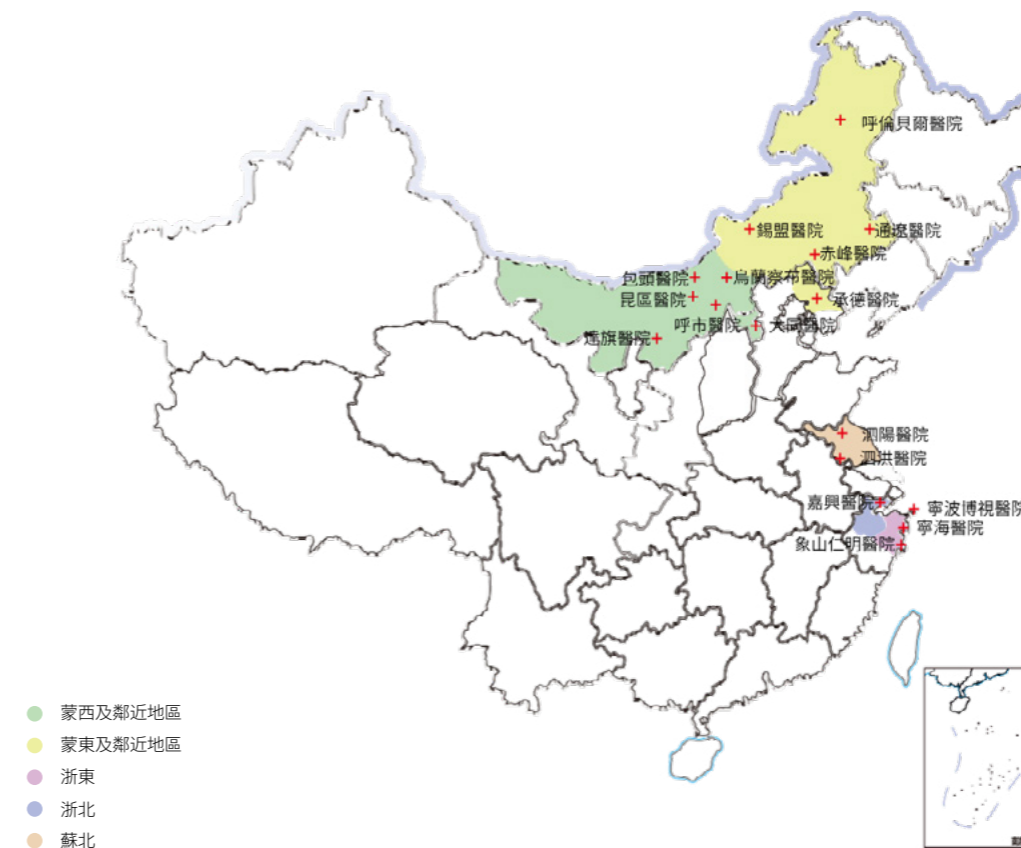 呼倫貝爾醫院
錫盟醫院
通遼醫院
赤峰醫院
包頭醫院
烏蘭察布醫院
昆區醫院
承德醫院
呼市醫院
大同醫院
達旗醫院
泗陽醫院
泗洪醫院
嘉興醫院
寧波博視醫院
寧海醫院
象山仁明醫院
蒙西及鄰近地區
蒙東及鄰近地區
浙東
浙北
蘇北